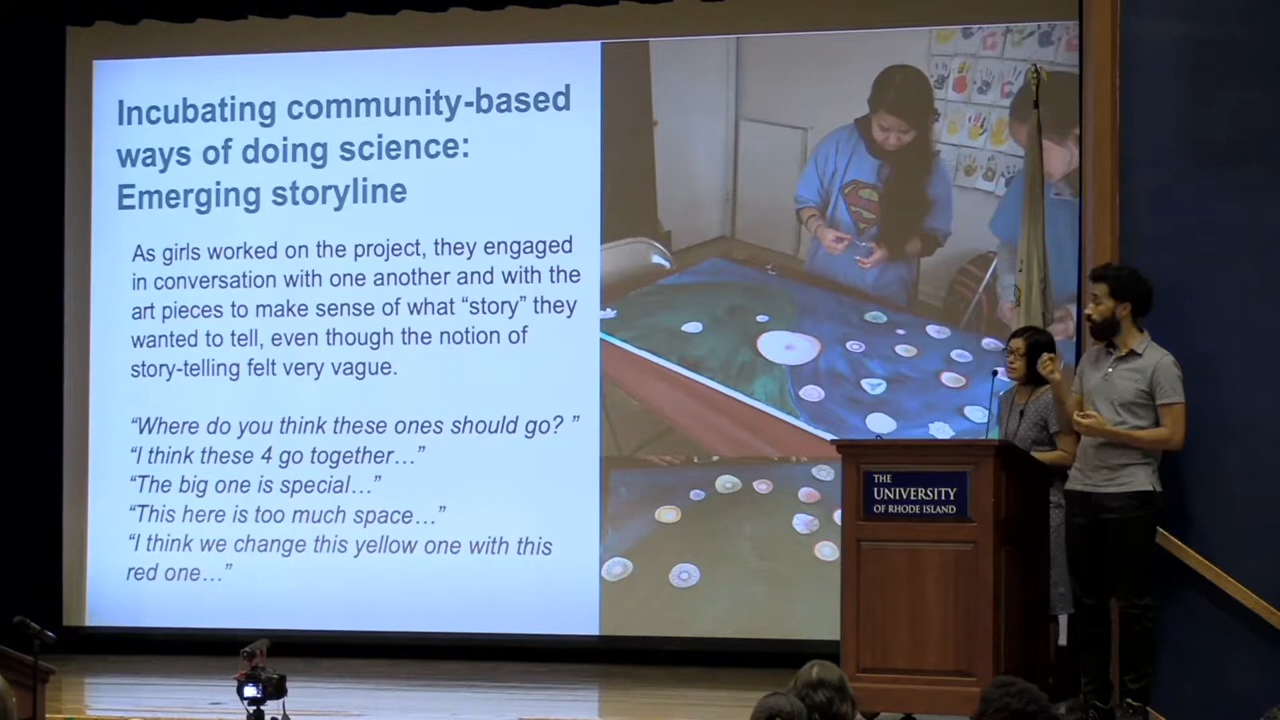 Incubating community-based
ways of doing science:
Emerging storyline
As girls worked on the project, they engaged
in conversation with one another and with the
art pieces to make sense of what “story” they
wanted to tell, even though the notion of
story-telling felt very vague.
“Where do you think these ones should go? ”
“I think these 4 go together…”
“The big one is special…”
“This here is too much space…”
“I think we change this yellow one with this
red one…”
THE
UNIVERSITY
OF RHODE ISLAND